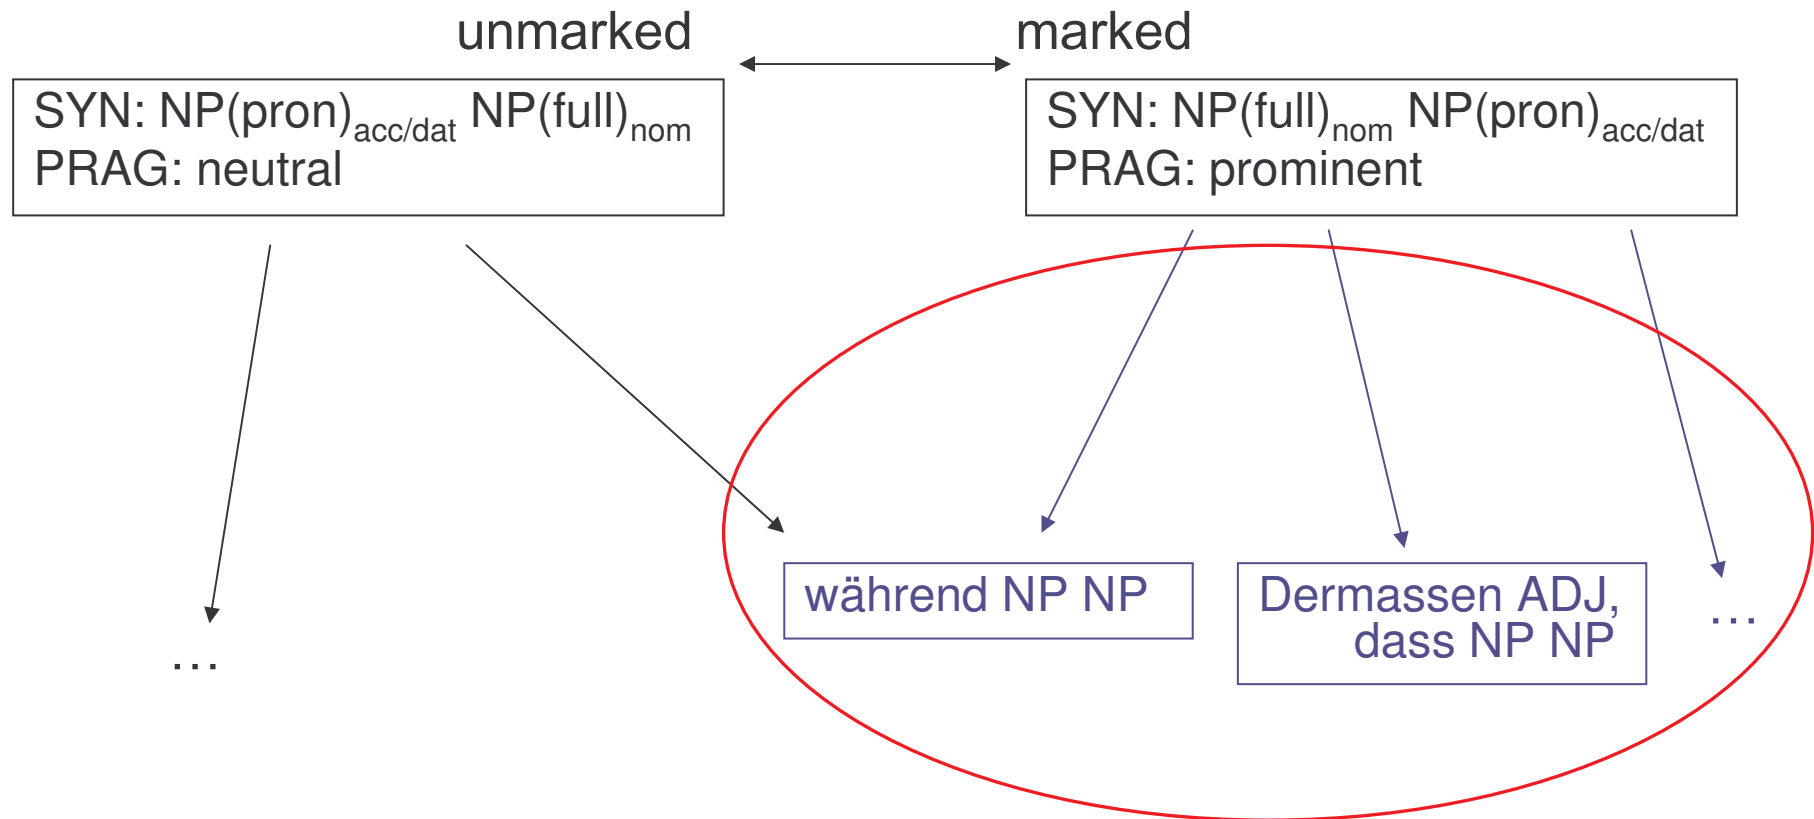 unmarked
marked
SYN: NP(pron)acc/dat NP(full)nom
PRAG: neutral
SYN: NP(full)nom NP(pron)acc/dat
PRAG: prominent
während NP NP
Dermassen ADJ,
dass NP NP
…
…